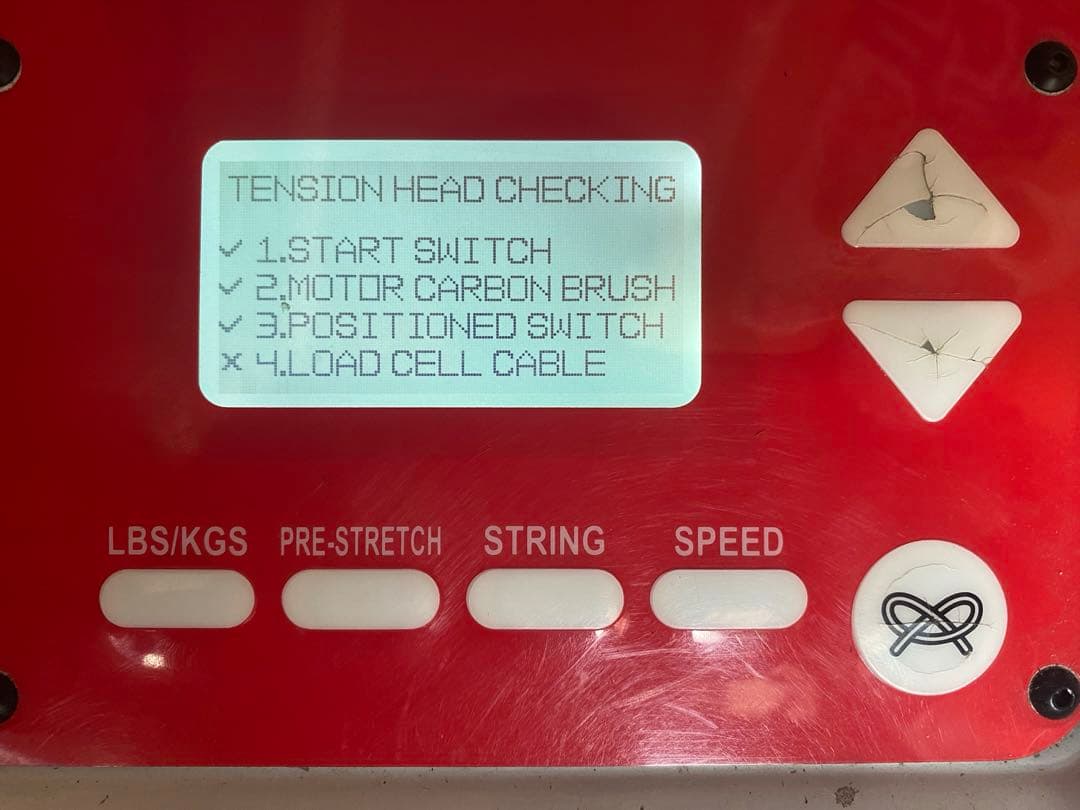 TENSION HEAD CHECKING
✓ 1.START SWITCH
✓ 2.MOTOR CARBON BRUSH
✓ 3.POSITIONED SWITCH
x 4.LOAD CELL CABLE
LBS/KGS PRE-STRETCH STRING SPEED